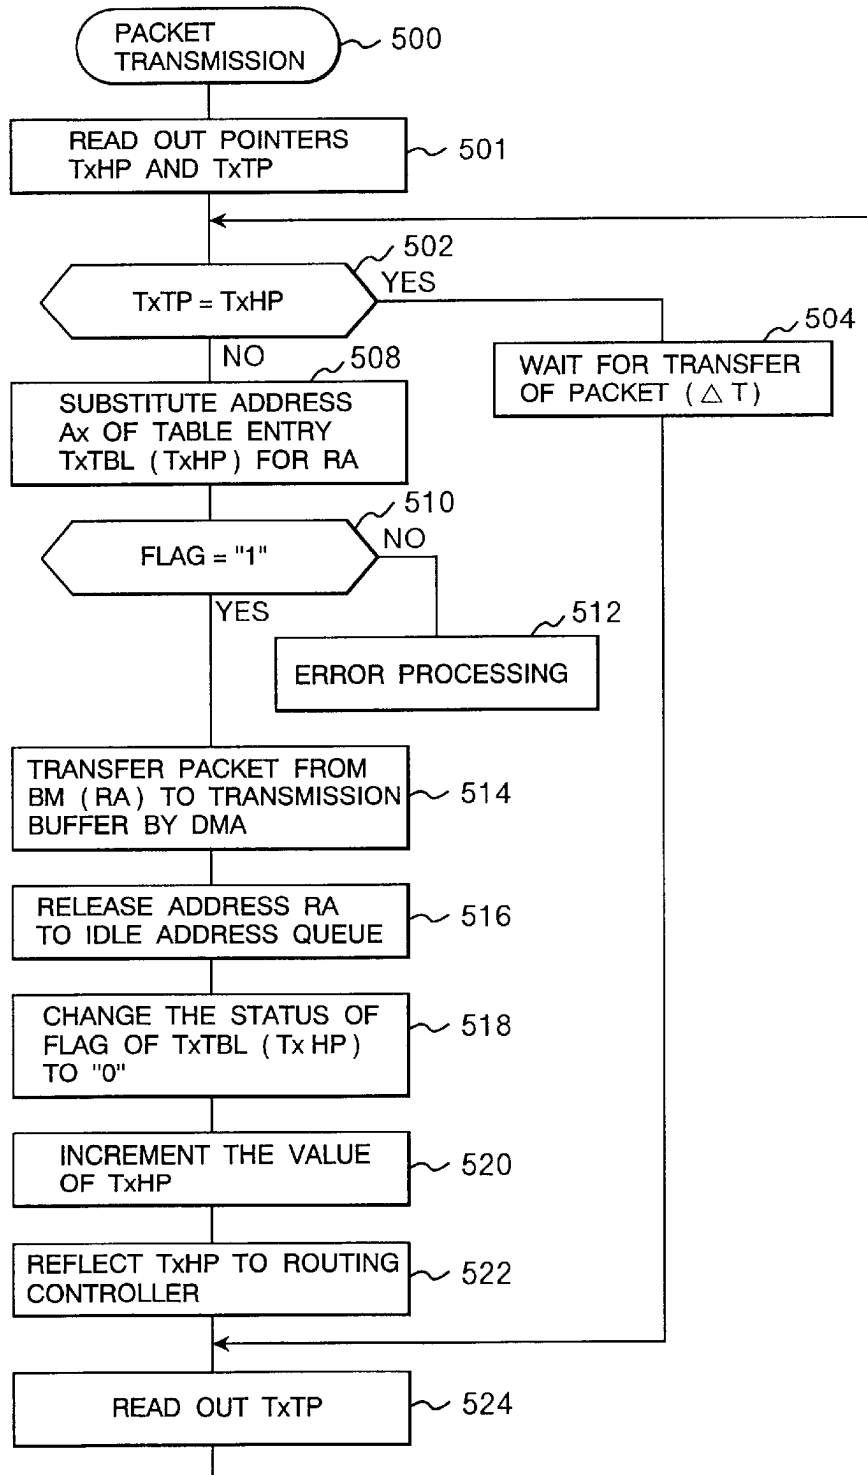 PACKET
TRANSMISSION
500
READ OUT POINTERS
TxHP AND TxTP
501
502
TxTP = TxHP
YES
NO
504
WAIT FOR TRANSFER
OF PACKET (△T)
508
SUBSTITUTE ADDRESS
Ax OF TABLE ENTRY
TxTBL (TxHP) FOR RA
510
FLAG = "1"
NO
YES
512
ERROR PROCESSING
TRANSFER PACKET FROM
BM (RA) TO TRANSMISSION
BUFFER BY DMA
514
RELEASE ADDRESS RA
TO IDLE ADDRESS QUEUE
516
CHANGE THE STATUS OF
FLAG OF TxTBL (TxHP)
TO "0"
518
INCREMENT THE VALUE
OF TxHP
520
REFLECT TxHP TO ROUTING
CONTROLLER
522
READ OUT TxTP
524